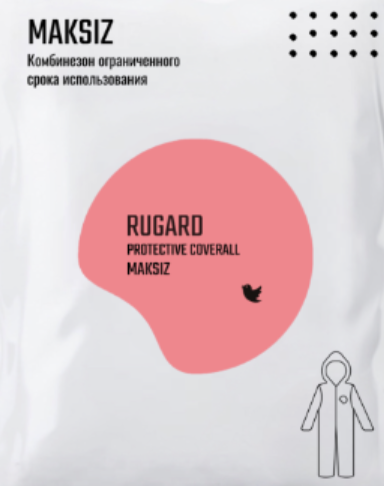 MAKSIZ
Комбинезон ограниченного
срока использования
RUGARD
PROTECTIVE COVERALL
MAKSIZ